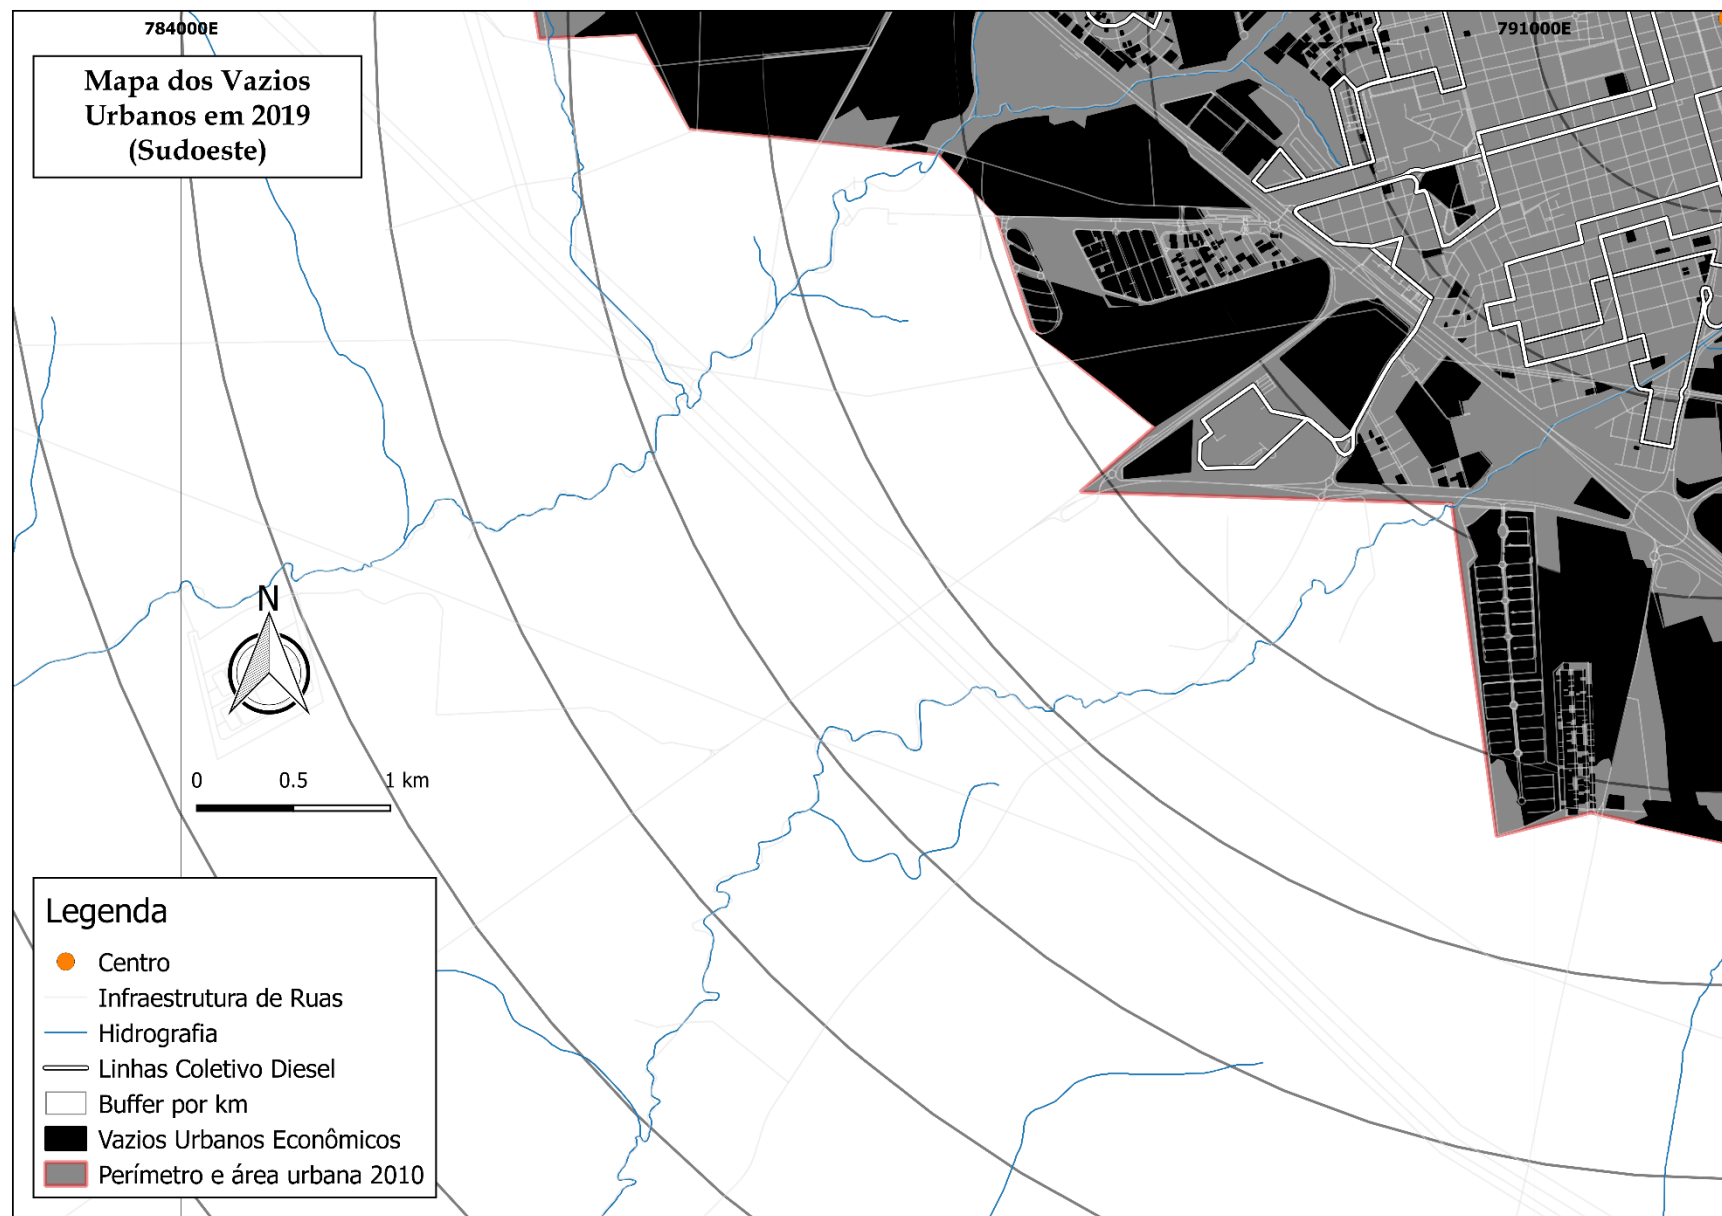 784000E
791000E
Mapa dos Vazios
Urbanos em 2019
(Sudoeste)
N
0 0.5 1 km
Legenda
Centro
Infraestrutura de Ruas
Hidrografia
Linhas Coletivo Diesel
Buffer por km
Vazios Urbanos Econômicos
Perímetro e área urbana 2010